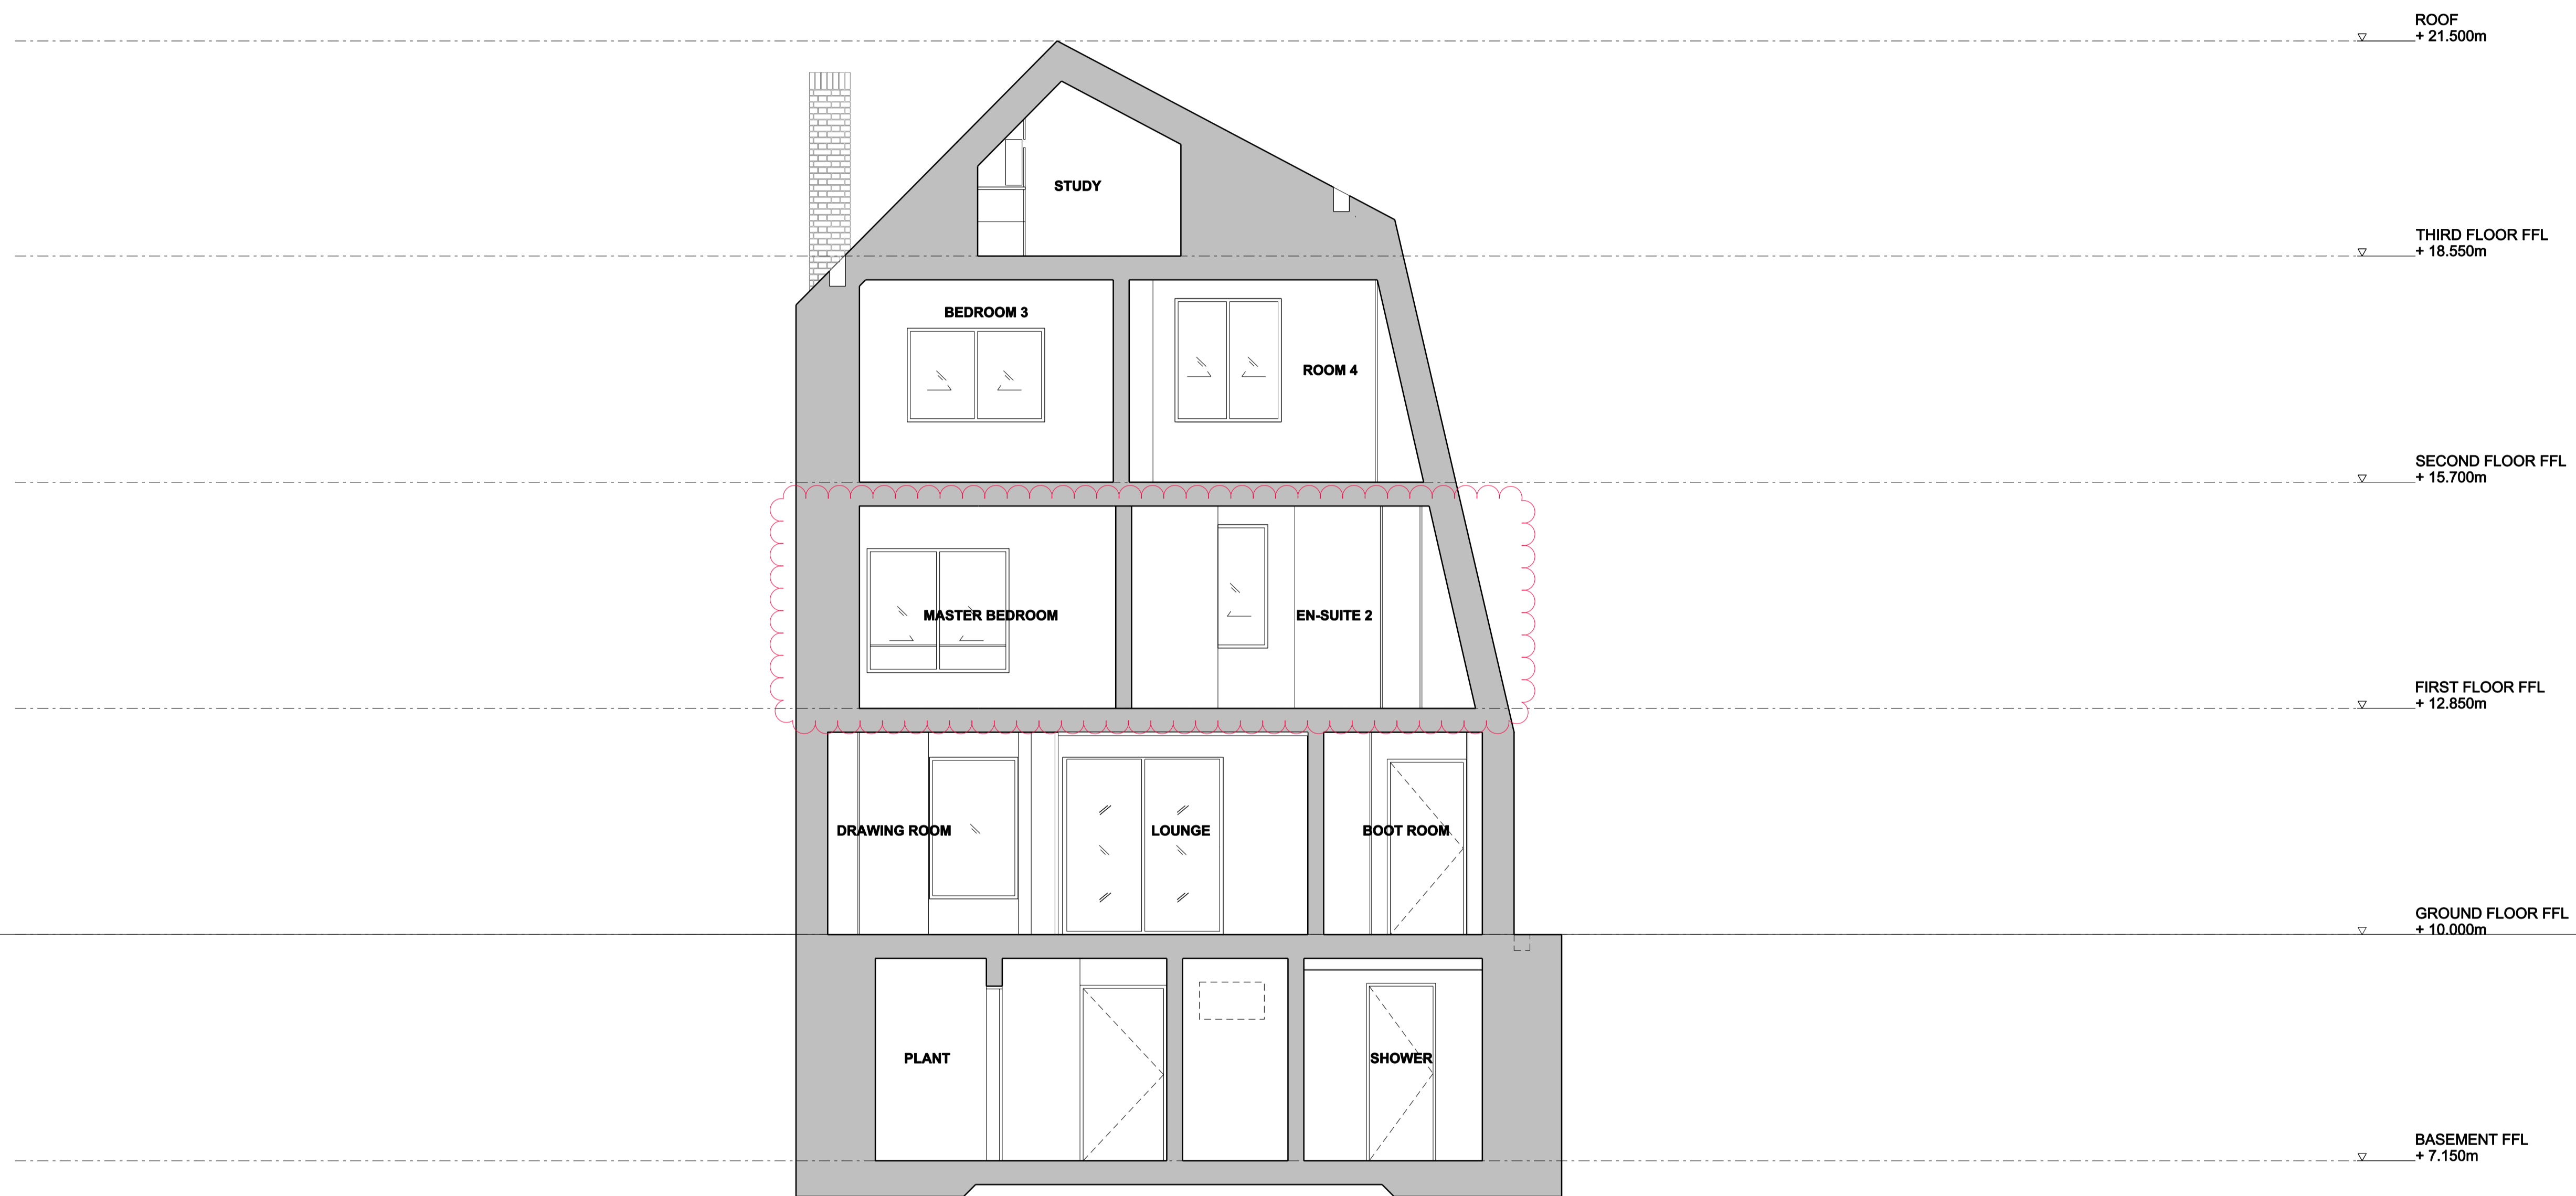 ROOF
+ 21.500m
STUDY
THIRD FLOOR FFL
+ 18.550m
BEDROOM 3
ROOM 4
SECOND FLOOR FFL
+ 15.700m
MASTER BEDROOM
EN-SUITE 2
FIRST FLOOR FFL
+ 12.850m
DRAWING ROOM
LOUNGE
BOOT ROOM
GROUND FLOOR FFL
+ 10.000m
PLANT
SHOWER
BASEMENT FFL
+ 7.150m